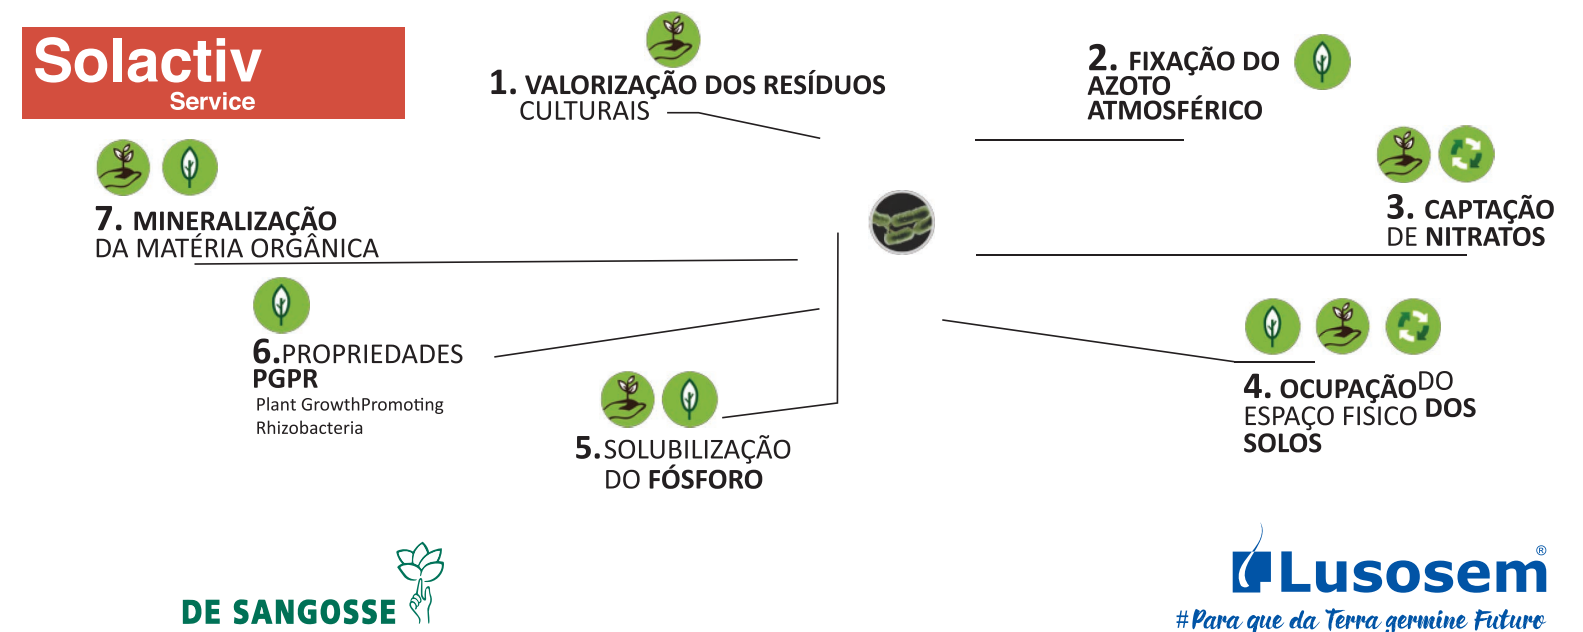 Solactiv
Service
1. VALORIZAÇÃO DOS RESÍDUOS
CULTURAIS
2. FIXAÇÃO DO
AZOTO
ATMOSFÉRICO
3. CAPTAÇÃO
DE NITRATOS
4. OCUPAÇÃO DO
ESPAÇO FISICO DOS
SOLOS
5. SOLUBILIZAÇÃO
DO FÓSFORO
6.PROPRIEDADES
PGPR
Plant GrowthPromoting
Rhizobacteria
7. MINERALIZAÇÃO
DA MATÉRIA ORGÂNICA
DE SANGOSSE
Lusosem®
#Para que da Terra germine Futuro